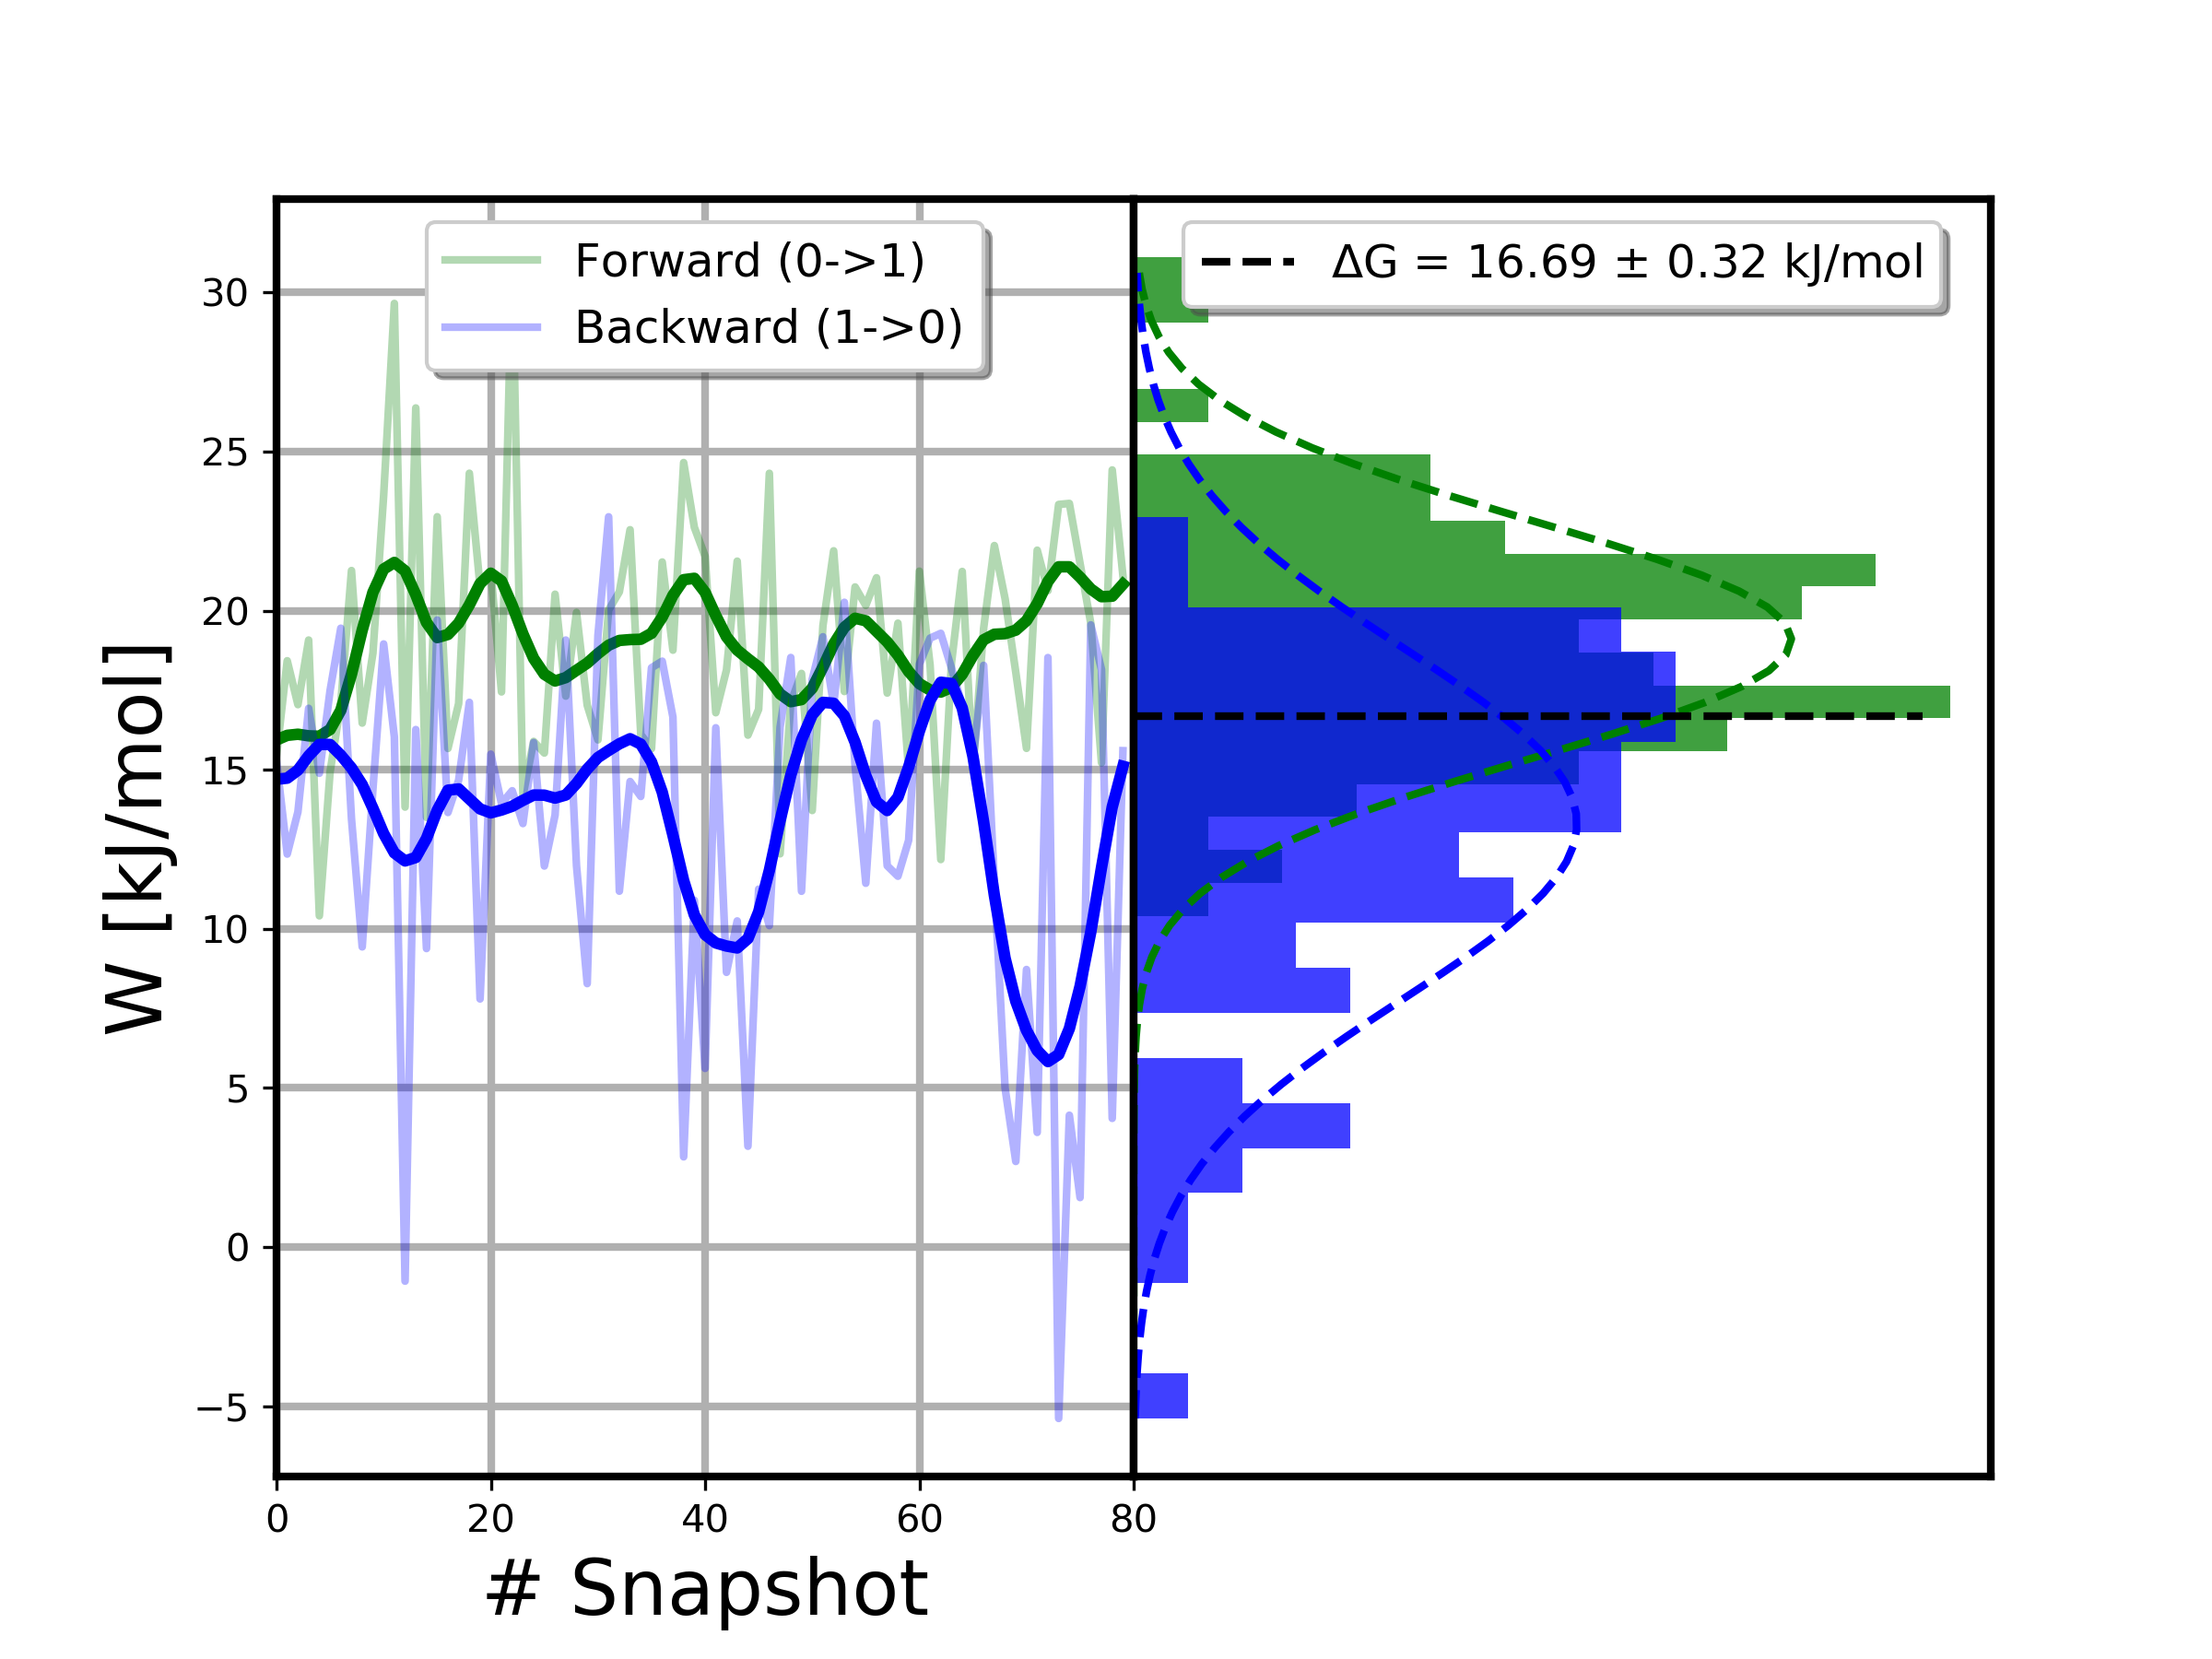 Forward (0->1)
Backward (1->0)
ΔG = 16.69 ± 0.32 kJ/mol
30
25
20
15
10
5
0
−5
W [kJ/mol]
0 20 40 60 80
# Snapshot